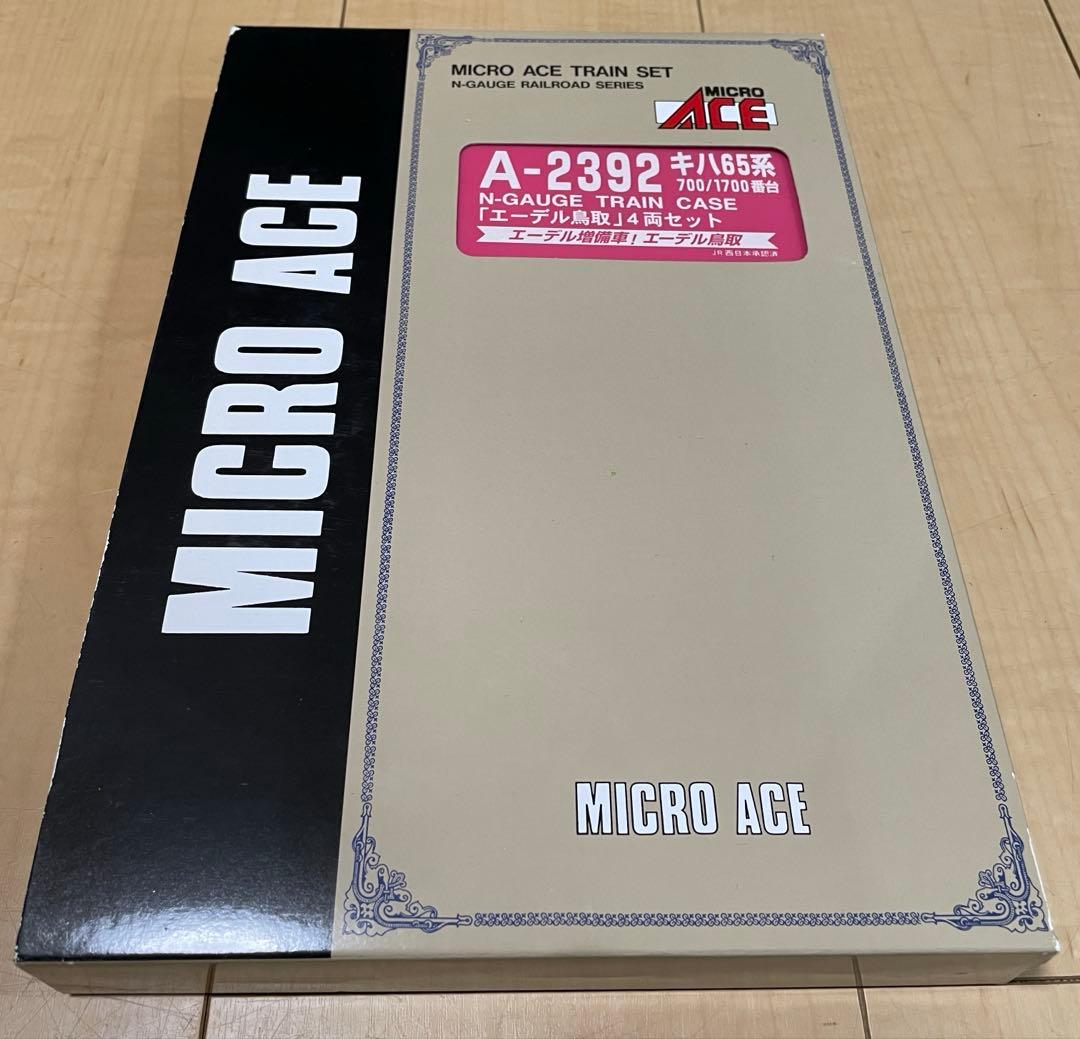 MICRO ACE TRAIN SET
N-GAUGE RAILROAD SERIES
MICRO
ACE
A-2392 キハ65系
700/1700番台
N-GAUGE TRAIN CASE
「エーデル鳥取」4両セット
エーデル増備車!エーデル鳥取
JR西日本承認済
MICRO ACE
MICRO ACE